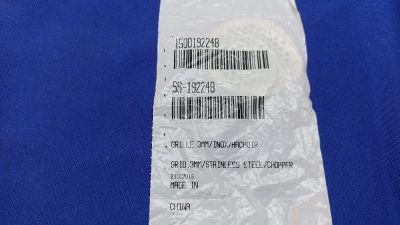 1500192248
SS-192248
GRILLE 3MM/INOX/HACHOIR
GRID 3MM/STAINLESS STEEL/CHOPPER
MADE IN
CHINA